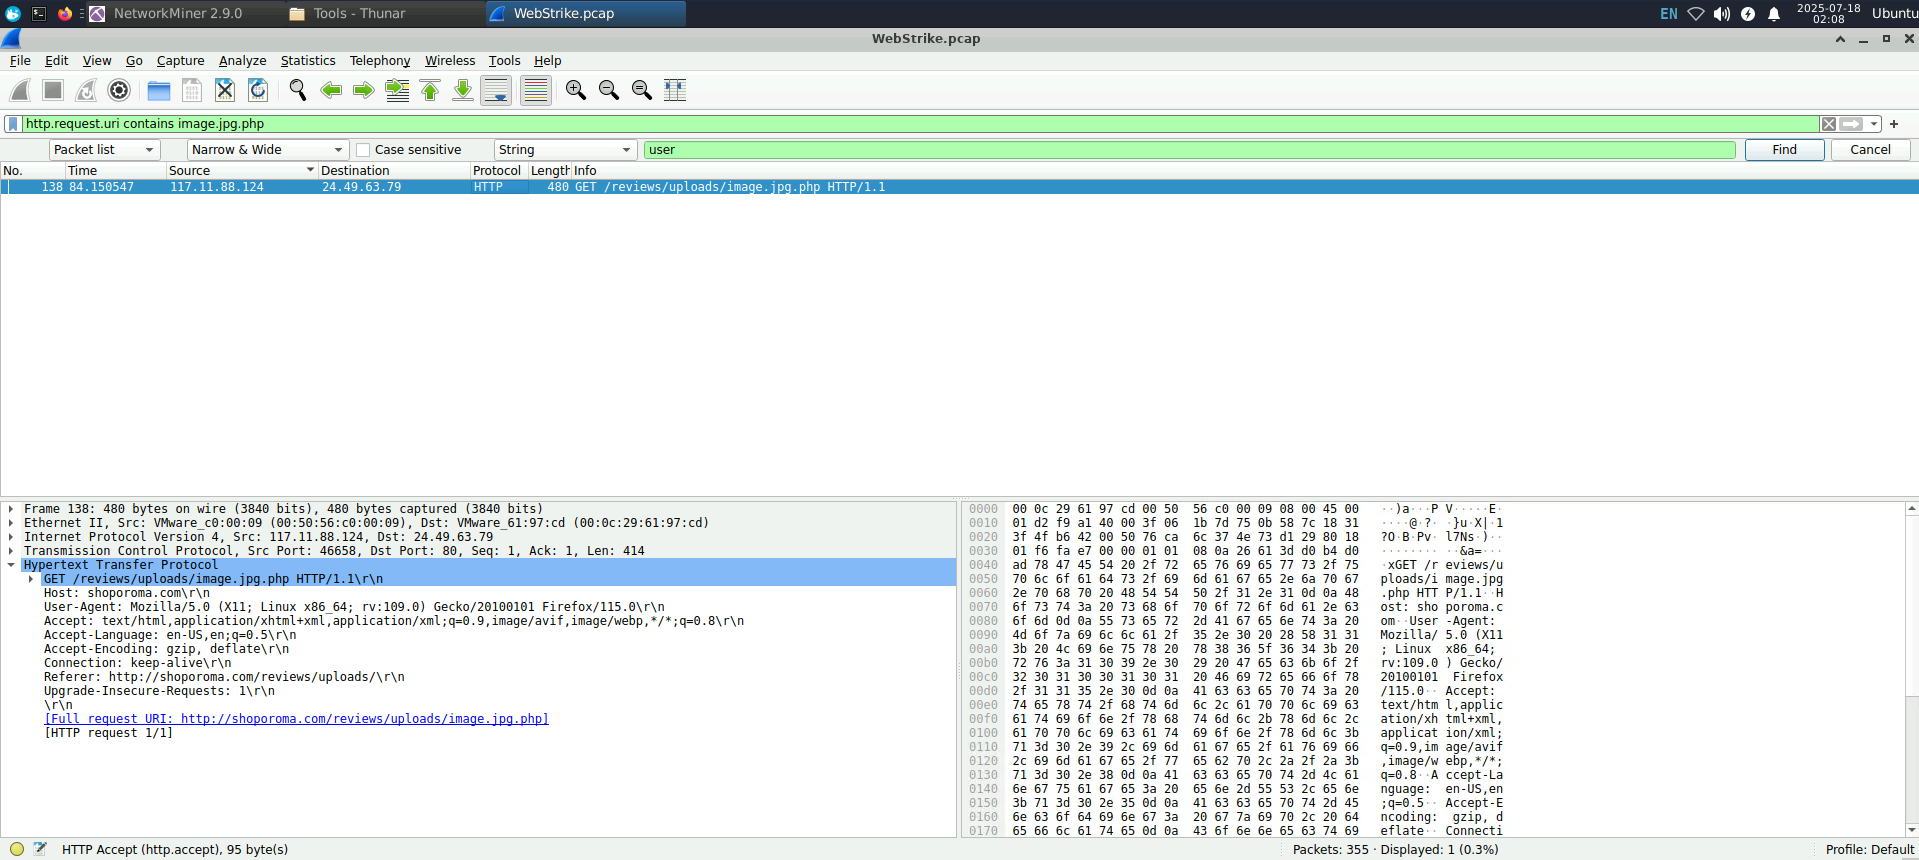 NetworkMiner 2.9.0
Tools - Thunar
WebStrike.pcap
EN
2025-07-18
02:08
Ubuntu
WebStrike.pcap
File Edit View Go Capture Analyze Statistics Telephony Wireless Tools Help
http.request.uri contains image.jpg.php
Packet list Narrow & Wide Case sensitive String user Find Cancel
No. Time Source Destination Protocol Length Info
138 84.150547 117.11.88.124 24.49.63.79 HTTP 480 GET /reviews/uploads/image.jpg.php HTTP/1.1
Frame 138: 480 bytes on wire (3840 bits), 480 bytes captured (3840 bits)
Ethernet II, Src: VMware_c0:00:09 (00:50:56:c0:00:09), Dst: VMware_61:97:cd (00:0c:29:61:97:cd)
Internet Protocol Version 4, Src: 117.11.88.124, Dst: 24.49.63.79
Transmission Control Protocol, Src Port: 46658, Dst Port: 80, Seq: 1, Ack: 1, Len: 414
Hypertext Transfer Protocol
GET /reviews/uploads/image.jpg.php HTTP/1.1\r\n
Host: shoporoma.com\r\n
User-Agent: Mozilla/5.0 (X11; Linux x86_64; rv:109.0) Gecko/20100101 Firefox/115.0\r\n
Accept: text/html,application/xhtml+xml,application/xml;q=0.9,image/avif,image/webp,*/*;q=0.8\r\n
Accept-Language: en-US,en;q=0.5\r\n
Accept-Encoding: gzip, deflate\r\n
Connection: keep-alive\r\n
Referer: http://shoporoma.com/reviews/uploads/\r\n
Upgrade-Insecure-Requests: 1\r\n
\r\n
[Full request URI: http://shoporoma.com/reviews/uploads/image.jpg.php]
[HTTP request 1/1]
0000 00 0c 29 61 97 cd 00 50 56 c0 00 09 08 00 45 00 ··)a···P V·····E·
0010 01 d2 f9 a1 40 00 3f 06 1b 7d 75 0b 58 7c 18 31 ····@·?· ·}u·X|·1
0020 3f 4f b6 42 00 50 76 ca 6c 37 4e 73 d1 29 80 18 ?O·B·Pv· l7Ns·)··
0030 01 f6 fa e7 00 00 01 01 08 0a 26 61 3d d0 b4 d0 ········ ··&a=···
0040 ad 78 47 45 54 20 2f 72 65 76 69 65 77 73 2f 75 ·xGET /r eviews/u
0050 70 6c 6f 61 64 73 2f 69 6d 61 67 65 2e 6a 70 67 ploads/i mage.jpg
0060 2e 70 68 70 20 48 54 54 50 2f 31 2e 31 0d 0a 48 .php HTT P/1.1··H
0070 6f 73 74 3a 20 73 68 6f 70 6f 72 6f 6d 61 2e 63 ost: sho poroma.c
0080 6f 6d 0d 0a 55 73 65 72 2d 41 67 65 6e 74 3a 20 om··User -Agent:
0090 4d 6f 7a 69 6c 6c 61 2f 35 2e 30 20 28 58 31 31 Mozilla/ 5.0 (X11
00a0 3b 20 4c 69 6e 75 78 20 78 38 36 5f 36 34 3b 20 ; Linux x86_64;
00b0 72 76 3a 31 30 39 2e 30 29 20 47 65 63 6b 6f 2f rv:109.0 ) Gecko/
00c0 32 30 31 30 30 31 30 31 20 46 69 72 65 66 6f 78 20100101 Firefox
00d0 2f 31 31 35 2e 30 0d 0a 41 63 63 65 70 74 3a 20 /115.0·· Accept:
00e0 74 65 78 74 2f 68 74 6d 6c 2c 61 70 70 6c 69 63 text/htm l,applic
00f0 61 74 69 6f 6e 2f 78 68 74 6d 6c 2b 78 6d 6c 2c ation/xh tml+xml,
0100 61 70 70 6c 69 63 61 74 69 6f 6e 2f 78 6d 6c 3b applicat ion/xml;
0110 71 3d 30 2e 39 2c 69 6d 61 67 65 2f 61 76 69 66 q=0.9,im age/avif
0120 2c 69 6d 61 67 65 2f 77 65 62 70 2c 2a 2f 2a 3b ,image/w ebp,*/*;
0130 71 3d 30 2e 38 0d 0a 41 63 63 65 70 74 2d 4c 61 q=0.8··A ccept-La
0140 6e 67 75 61 67 65 3a 20 65 6e 2d 55 53 2c 65 6e nguage: en-US,en
0150 3b 71 3d 30 2e 35 0d 0a 41 63 63 65 70 74 2d 45 ;q=0.5·· Accept-E
0160 6e 63 6f 64 69 6e 67 3a 20 67 7a 69 70 2c 20 64 ncoding: gzip, d
0170 65 66 6c 61 74 65 0d 0a 43 6f 6e 6e 65 63 74 69 eflate·· Connecti
HTTP Accept (http.accept), 95 byte(s)
Packets: 355 · Displayed: 1 (0.3%)
Profile: Default